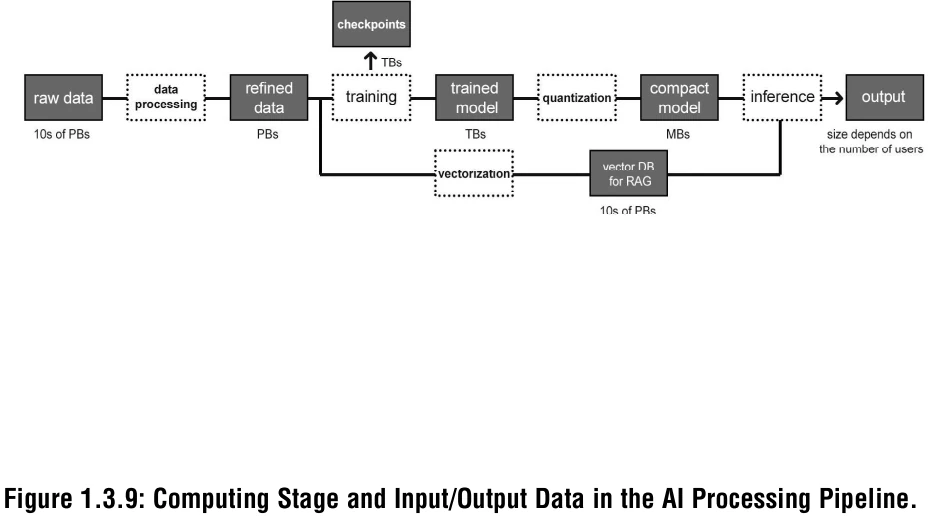 checkpoints
TBs
raw data
10s of PBs
data
processing
refined
data
PBs
training
trained
model
TBs
quantization
compact
model
MBs
inference
output
size depends on
the number of users
vectorization
vector DB
for RAG
10s of PBs
Figure 1.3.9: Computing Stage and Input/Output Data in the AI Processing Pipeline.